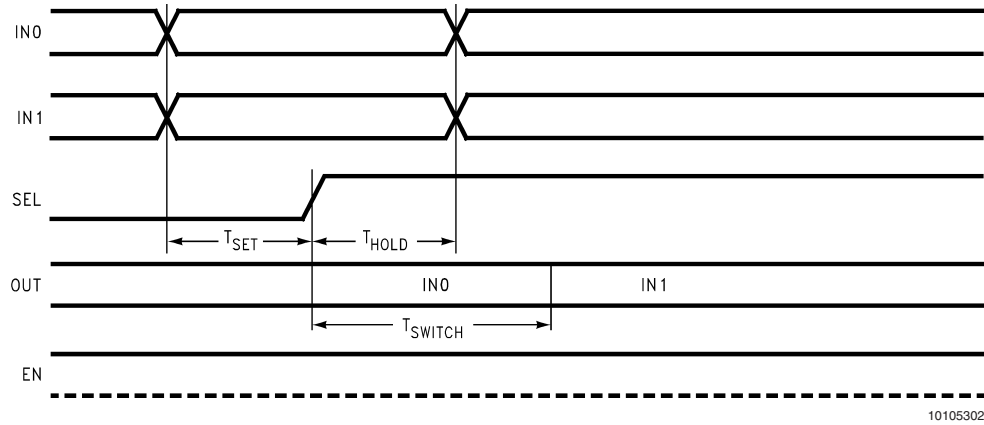 IN0
IN1
SEL
TSET
THOLD
OUT
IN0
IN1
TSWITCH
EN
10105302